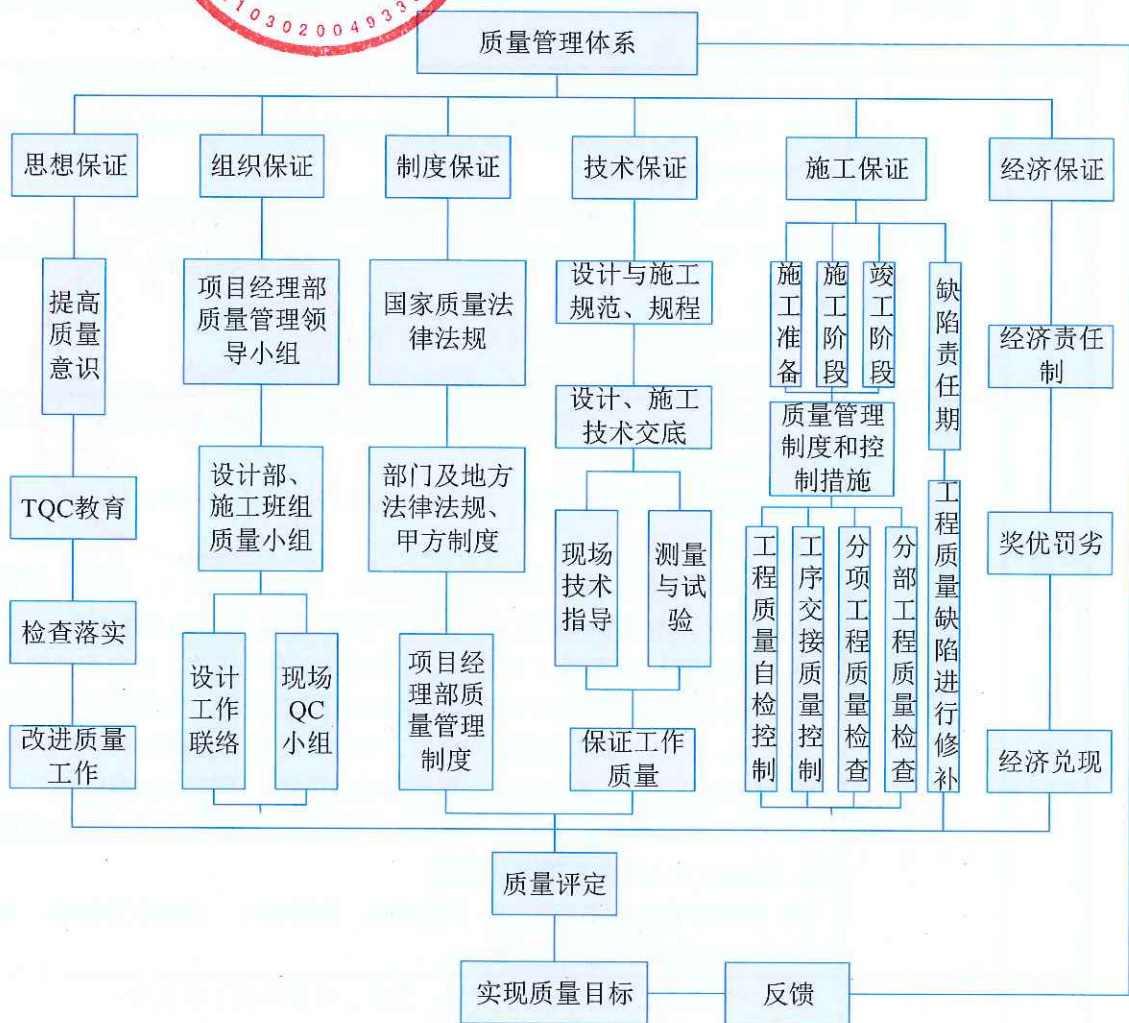 1030200493
质量管理体系
思想保证
组织保证
制度保证
技术保证
施工保证
经济保证
提高
质量
意识
TQC教育
检查落实
改进质量
工作
项目经理部
质量管理领
导小组
设计部、
施工班组
质量小组
设计
工作
联络
现场
QC
小组
国家质量法
律法规
部门及地方
法律法规、
甲方制度
项目经
理部质
量管理
制度
设计与施工
规范、规程
设计、施工
技术交底
现场
技术
指导
测量
与试
验
保证工作
质量
施工准备
施工阶段
竣工阶段
缺陷责任期
质量管理
制度和控
制措施
工程质量自检控制
工序交接质量控制
分项工程质量检查
分部工程质量检查
工程质量缺陷进行修补
经济责任
制
奖优罚劣
经济兑现
质量评定
实现质量目标
反馈